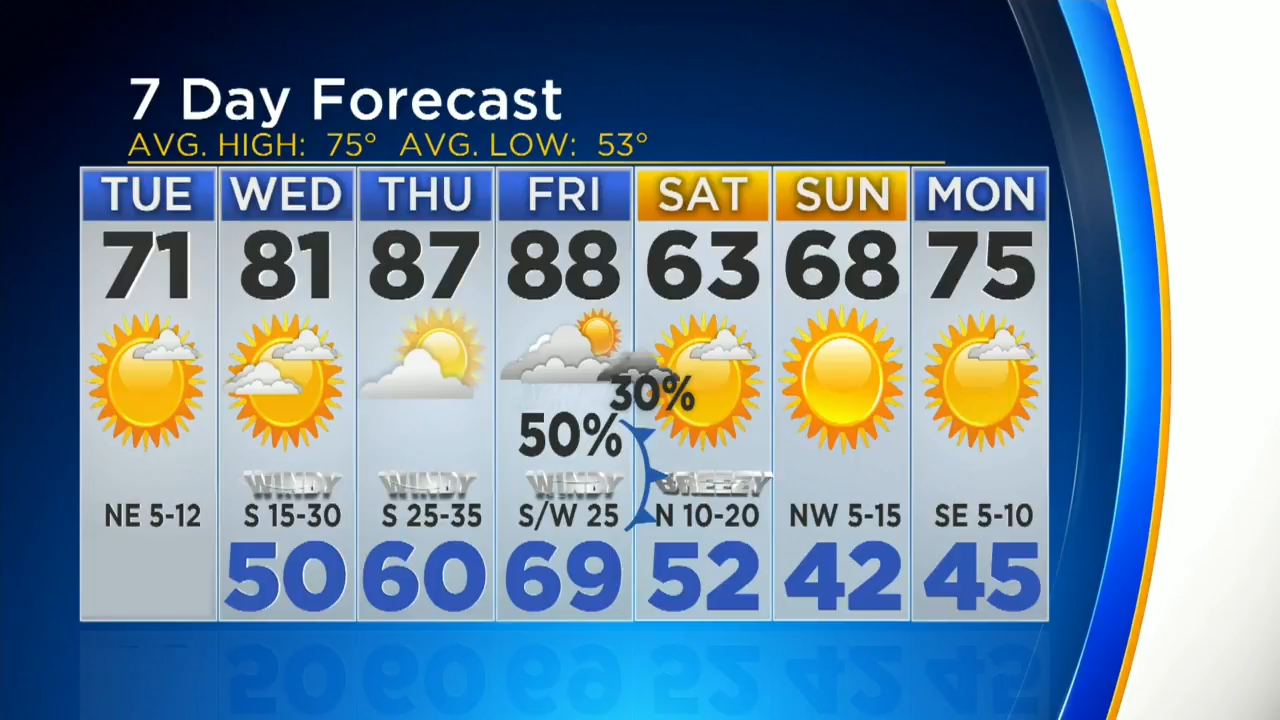 7 Day Forecast
AVG. HIGH: 75° AVG. LOW: 53°
TUE WED THU FRI SAT SUN MON
71 81 87 88 63 68 75
30%
50%
WINDY WINDY WINDY BREEZY
NE 5-12 S 15-30 S 25-35 S/W 25 N 10-20 NW 5-15 SE 5-10
50 60 69 52 42 45